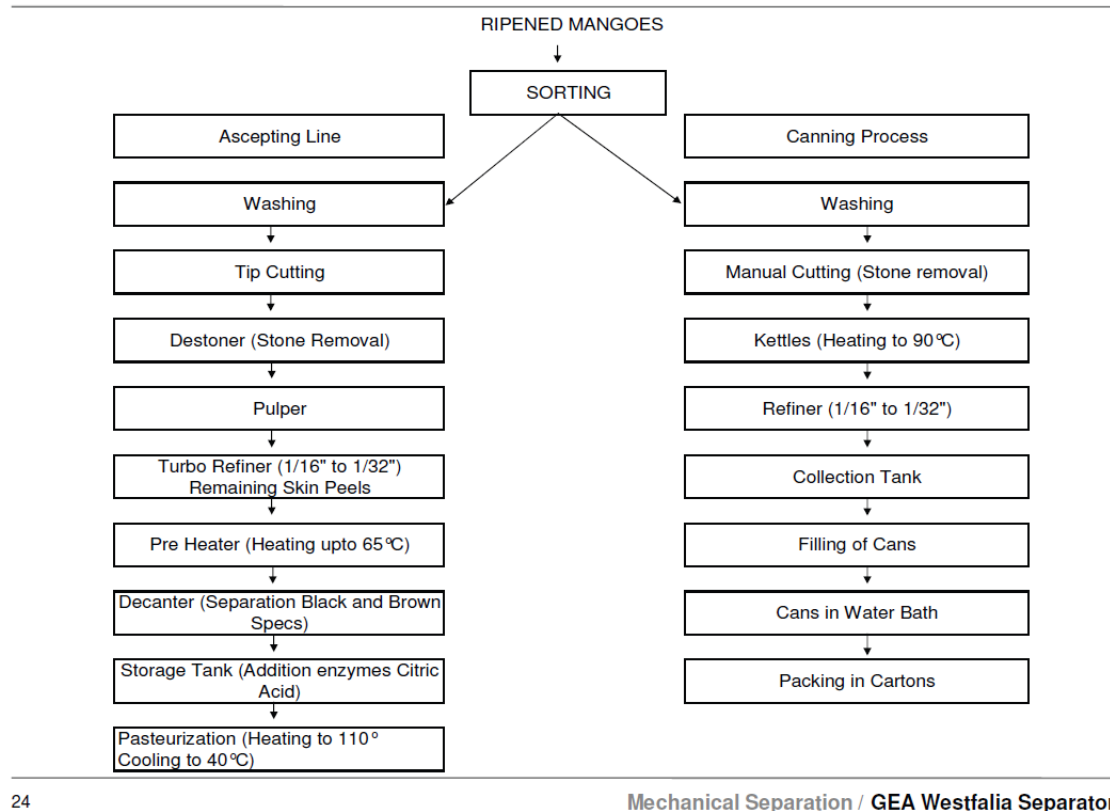 RIPENED MANGOES
SORTING
Ascepting Line
Washing
Tip Cutting
Destoner (Stone Removal)
Pulper
Turbo Refiner (1/16" to 1/32")
Remaining Skin Peels
Pre Heater (Heating upto 65ºC)
Decanter (Separation Black and Brown
Specs)
Storage Tank (Addition enzymes Citric
Acid)
Pasteurization (Heating to 110º
Cooling to 40ºC)
Canning Process
Washing
Manual Cutting (Stone removal)
Kettles (Heating to 90ºC)
Refiner (1/16" to 1/32")
Collection Tank
Filling of Cans
Cans in Water Bath
Packing in Cartons
24
Mechanical Separation / GEA Westfalia Separator